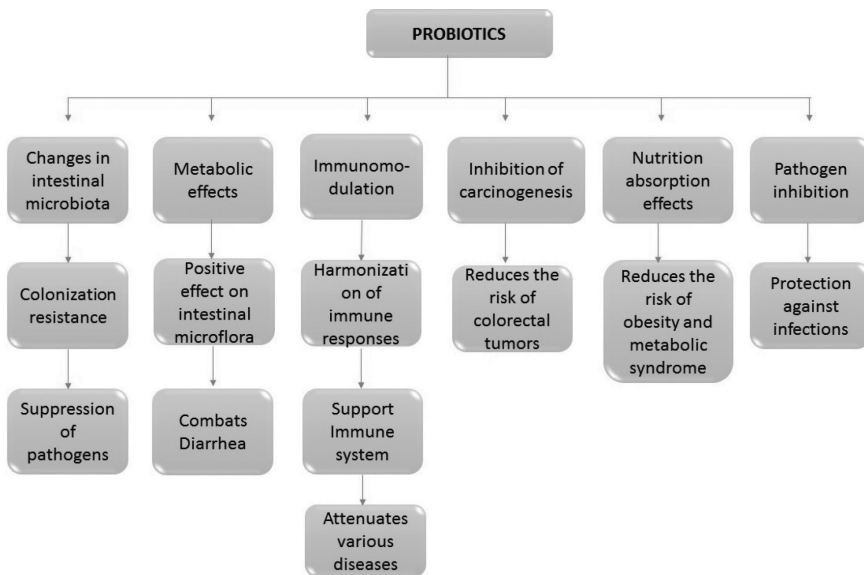 PROBIOTICS
Changes in
intestinal
microbiota
Metabolic
effects
Immunomo-
dulation
Inhibition of
carcinogenesis
Nutrition
absorption
effects
Pathogen
inhibition
Colonization
resistance
Positive
effect on
intestinal
microflora
Harmonizati
on of
immune
responses
Reduces the
risk of
colorectal
tumors
Reduces the
risk of
obesity and
metabolic
syndrome
Protection
against
infections
Suppression
of
pathogens
Combats
Diarrhea
Support
Immune
system
Attenuates
various
diseases